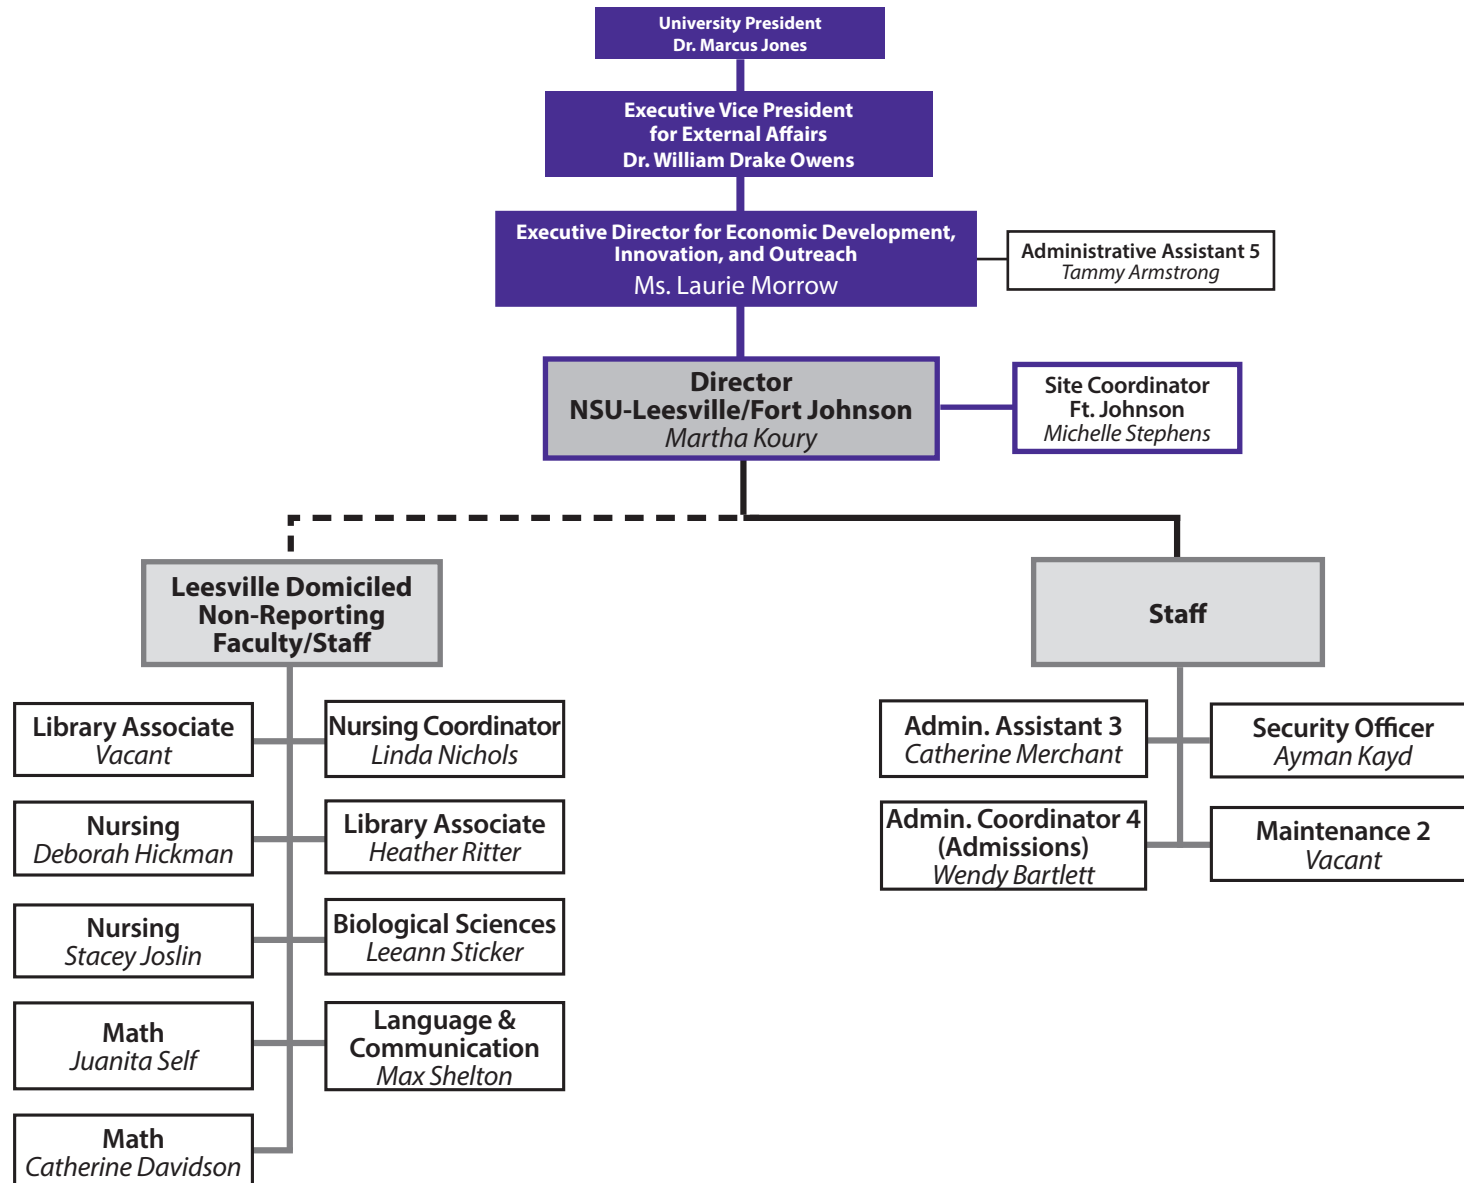 University President
Dr. Marcus Jones
Executive Vice President
for External Affairs
Dr. William Drake Owens
Executive Director for Economic Development,
Innovation, and Outreach
Ms. Laurie Morrow
Administrative Assistant 5
Tammy Armstrong
Director
NSU-Leesville/Fort Johnson
Martha Koury
Site Coordinator
Ft. Johnson
Michelle Stephens
Leesville Domiciled
Non-Reporting
Faculty/Staff
Staff
Library Associate
Vacant
Nursing Coordinator
Linda Nichols
Nursing
Deborah Hickman
Library Associate
Heather Ritter
Nursing
Stacey Joslin
Biological Sciences
Leeann Sticker
Math
Juanita Self
Language &
Communication
Max Shelton
Math
Catherine Davidson
Admin. Assistant 3
Catherine Merchant
Security Officer
Ayman Kayd
Admin. Coordinator 4
(Admissions)
Wendy Bartlett
Maintenance 2
Vacant